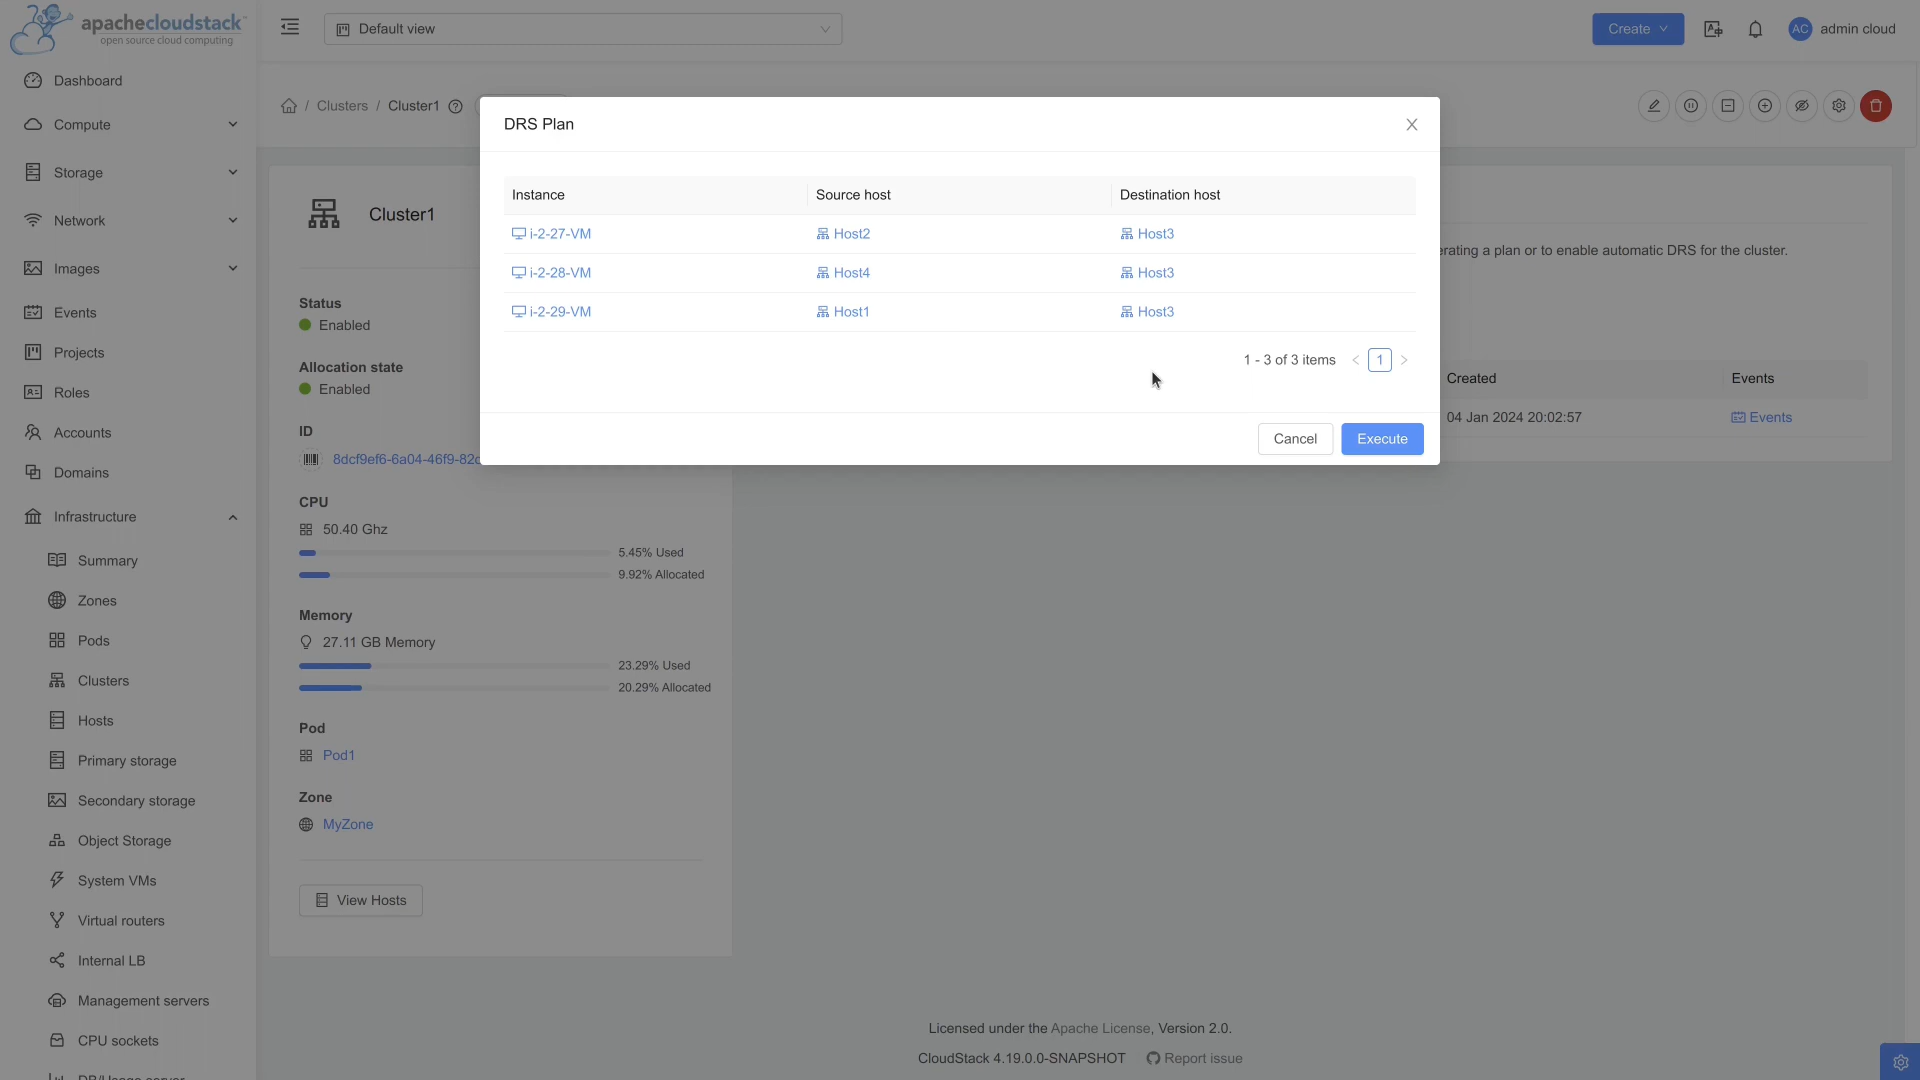 apachecloudstack™
open source cloud computing
Default view
Create
AC
admin cloud
Dashboard
Compute
Storage
Network
Images
Events
Projects
Roles
Accounts
Domains
Infrastructure
Summary
Zones
Pods
Clusters
Hosts
Primary storage
Secondary storage
Object Storage
System VMs
Virtual routers
Internal LB
Management servers
CPU sockets
/ Clusters / Cluster1
Cluster1
Status
Enabled
Allocation state
Enabled
ID
8dcf9ef6-6a04-46f9-82
CPU
50.40 Ghz
5.45% Used
9.92% Allocated
Memory
27.11 GB Memory
23.29% Used
20.29% Allocated
Pod
Pod1
Zone
MyZone
View Hosts
DRS Plan
Instance Source host Destination host
i-2-27-VM Host2 Host3
i-2-28-VM Host4 Host3
i-2-29-VM Host1 Host3
1 - 3 of 3 items < 1 >
Cancel Execute
erating a plan or to enable automatic DRS for the cluster.
Created Events
04 Jan 2024 20:02:57 Events
Licensed under the Apache License, Version 2.0.
CloudStack 4.19.0.0-SNAPSHOT Report issue